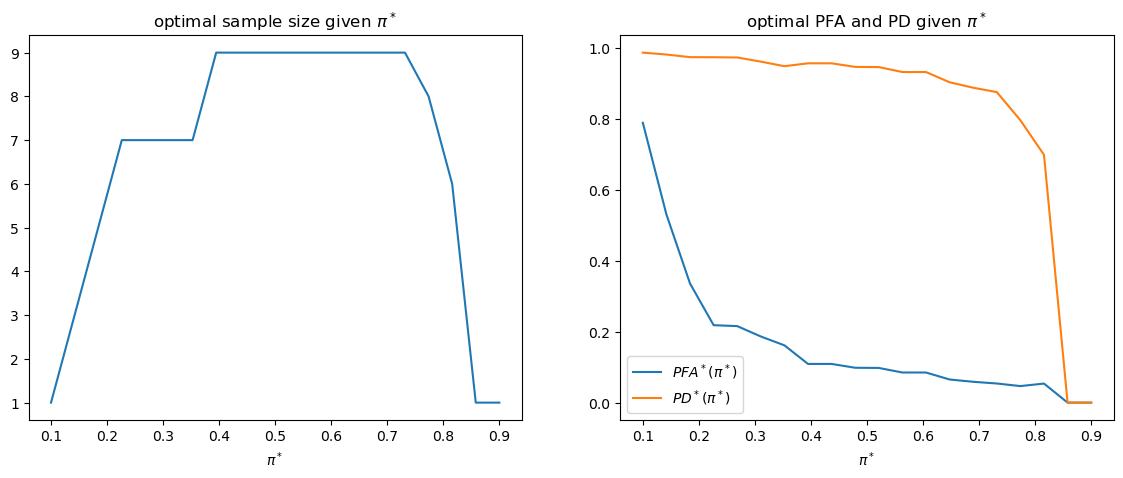 optimal sample size given π*
9
8
7
6
5
4
3
2
1
0.1 0.2 0.3 0.4 0.5 0.6 0.7 0.8 0.9
π*
optimal PFA and PD given π*
1.0
0.8
0.6
0.4
0.2
0.0
PFA*(π*)
PD*(π*)
0.1 0.2 0.3 0.4 0.5 0.6 0.7 0.8 0.9
π*